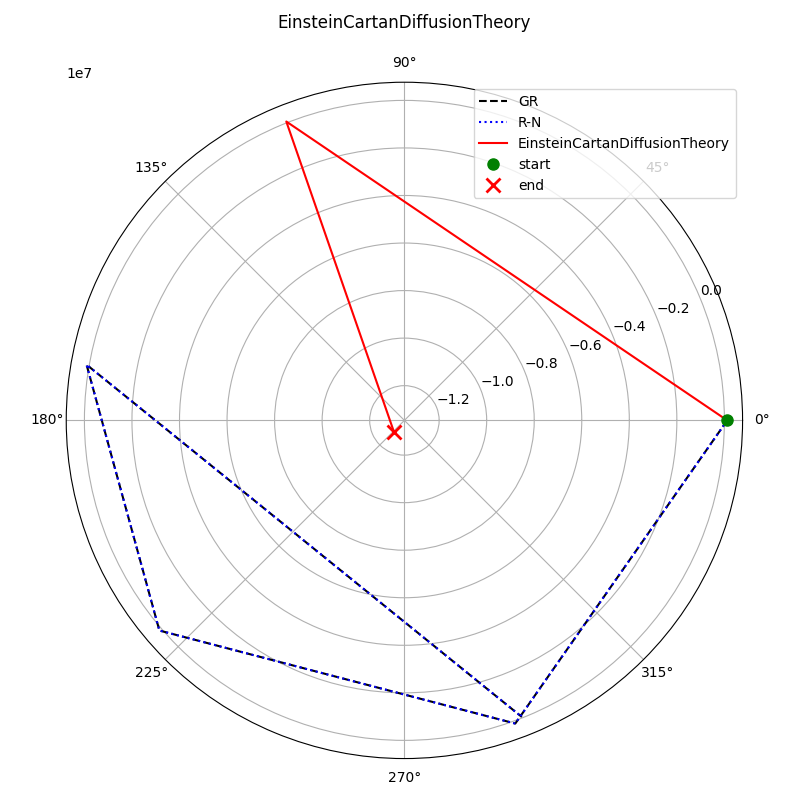 EinsteinCartanDiffusionTheory
1e7
90°
GR
R-N
EinsteinCartanDiffusionTheory
start
end
135°
45°
0.0
−0.2
−0.4
−0.6
−0.8
−1.0
−1.2
180°
0°
225°
315°
270°